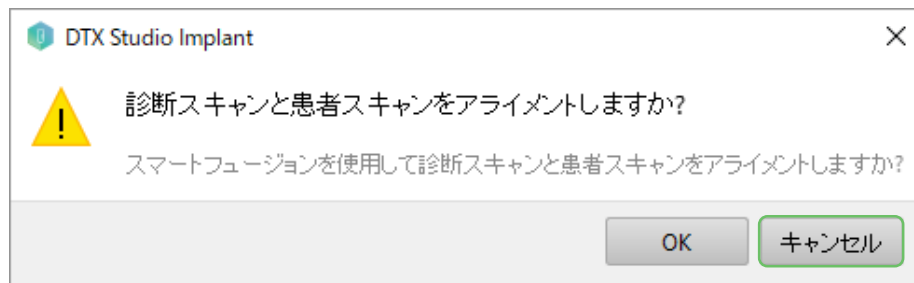 DTX Studio Implant
診断スキャンと患者スキャンをアライメントしますか?
スマートフュージョンを使用して診断スキャンと患者スキャンをアライメントしますか?
OK キャンセル